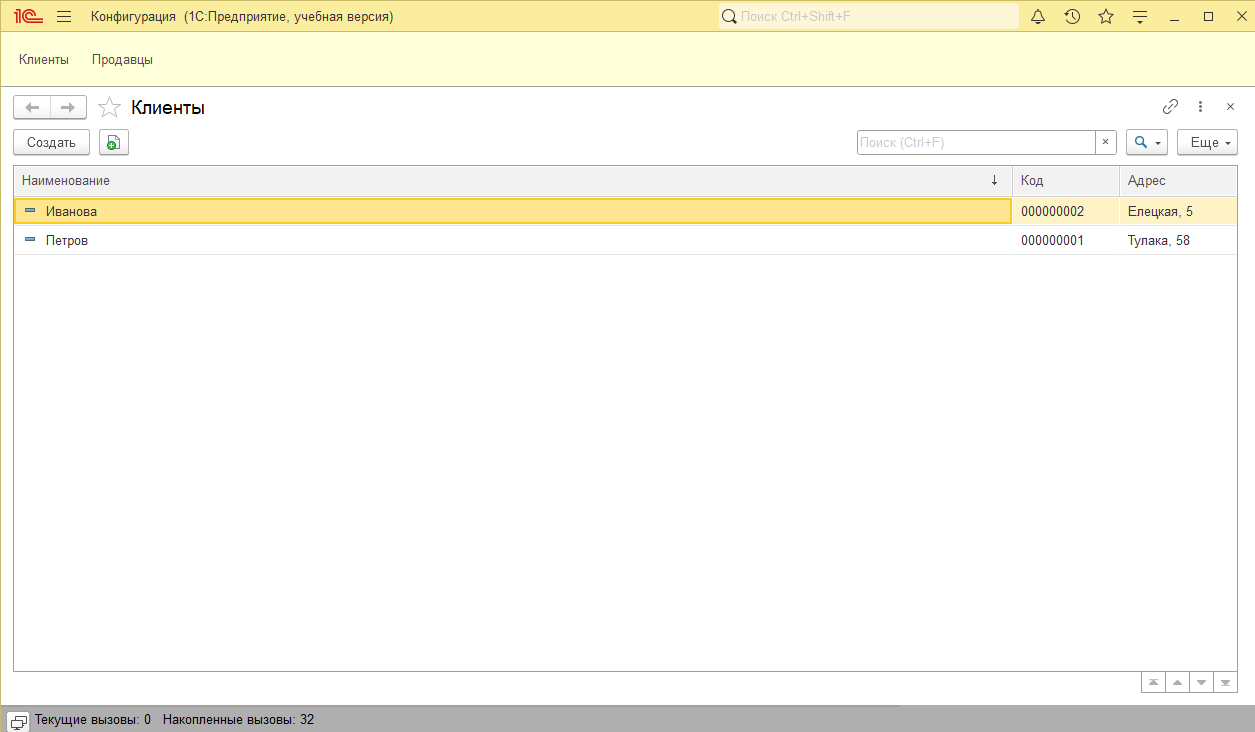 1С Конфигурация (1С:Предприятие, учебная версия) Поиск Ctrl+Shift+F
Клиенты Продавцы
Клиенты
Создать Поиск (Ctrl+F) Еще
Наименование Код Адрес
Иванова 000000002 Елецкая, 5
Петров 000000001 Тулака, 58
Текущие вызовы: 0 Накопленные вызовы: 32